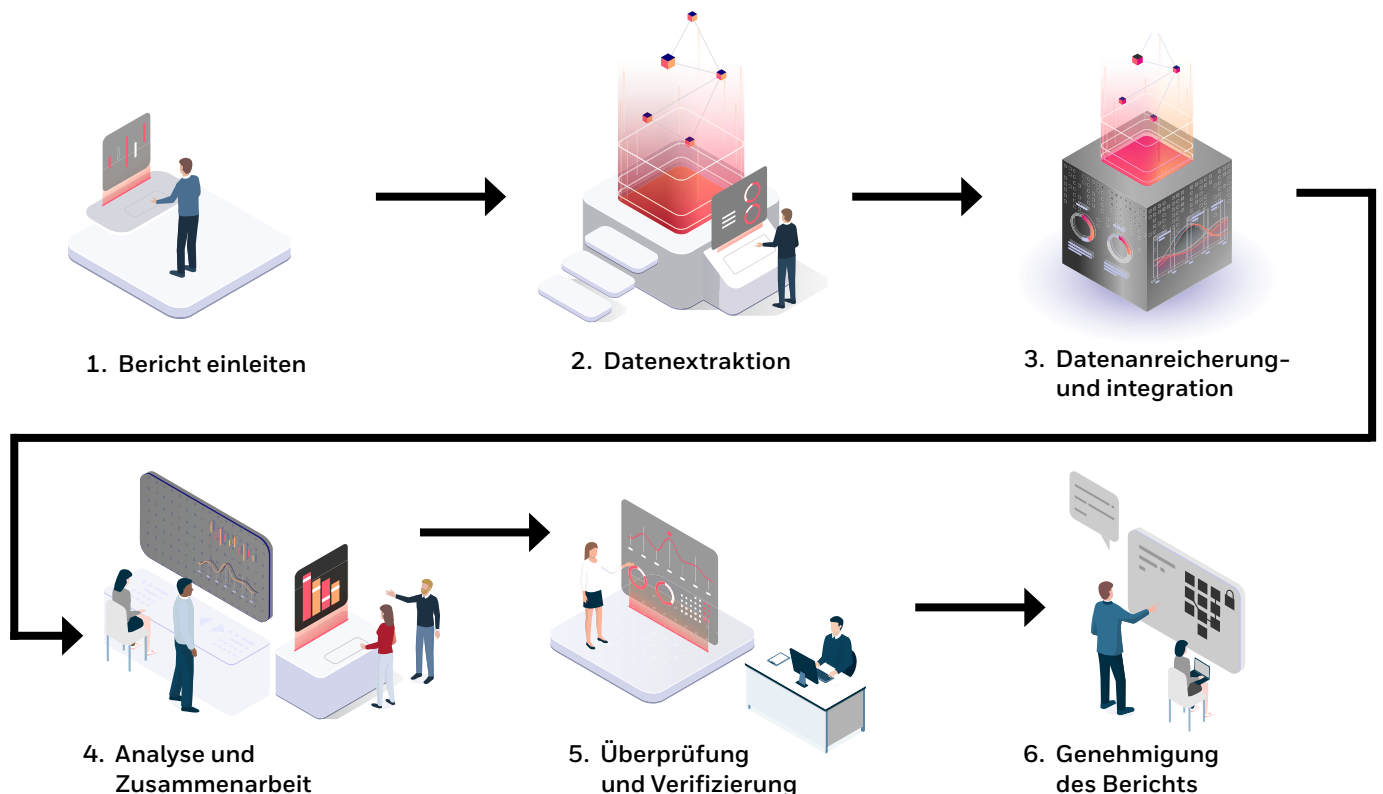 1. Bericht einleiten
2. Datenextraktion
3. Datenanreicherung-
und integration
4. Analyse und
Zusammenarbeit
5. Überprüfung
und Verifizierung
6. Genehmigung
des Berichts